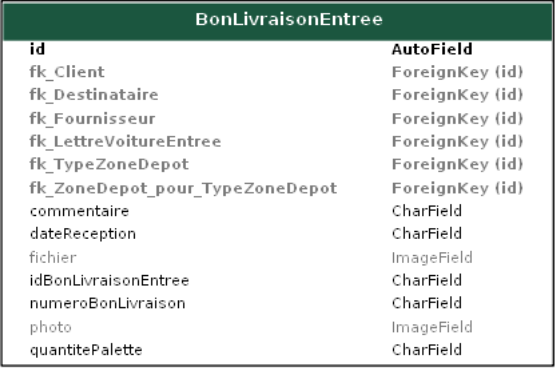 BonLivraisonEntree
id AutoField
fk_Client ForeignKey (id)
fk_Destinataire ForeignKey (id)
fk_Fournisseur ForeignKey (id)
fk_LettreVoitureEntree ForeignKey (id)
fk_TypeZoneDepot ForeignKey (id)
fk_ZoneDepot_pour_TypeZoneDepot ForeignKey (id)
commentaire CharField
dateReception CharField
fichier ImageField
idBonLivraisonEntree CharField
numeroBonLivraison CharField
photo ImageField
quantitePalette CharField